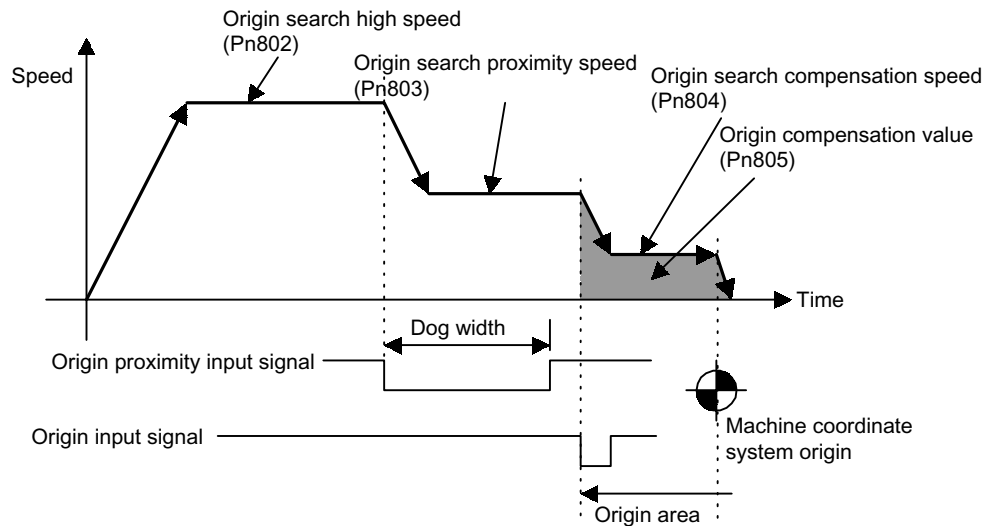 Origin search high speed
(Pn802)
Speed
Origin search proximity speed
(Pn803)
Origin search compensation speed
(Pn804)
Origin compensation value
(Pn805)
Time
Dog width
Origin proximity input signal
Origin input signal
Machine coordinate
system origin
Origin area